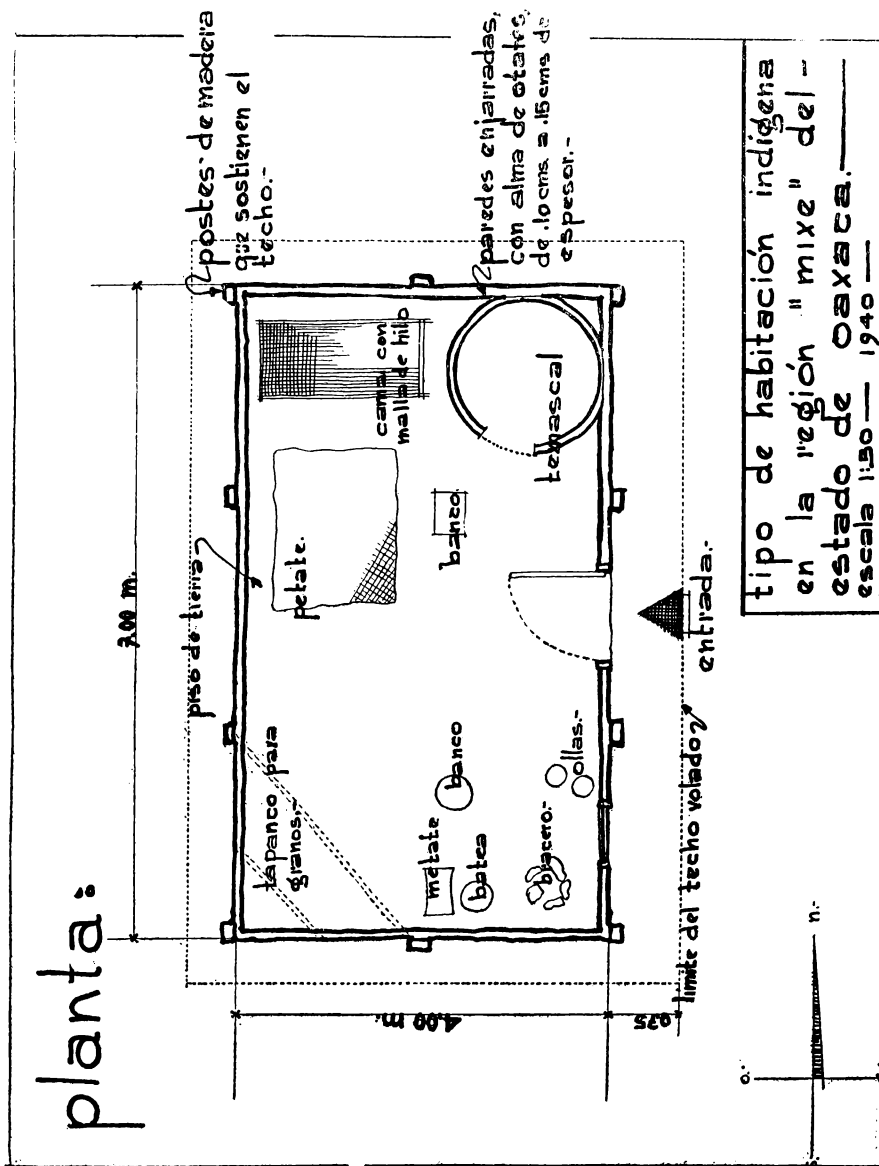 planta:
7.00 m.
postes de madera
que sostienen el
techo.-
piso de tierra
tapanco para
granos.-
petate.
cama con
malla de hilo
paredes enjarradas,
con alma de otates,
de .10cms a .15cms de
espesor.-
4.00 m.
metate
banco
batea
banco.
temascal
bracero.-
ollas.-
0.75
limite del techo volado
entrada.-
o.-
n.-
tipo de habitación indígena
en la región "mixe" del -
estado de oaxaca.—
escala 1:50 — 1940 —